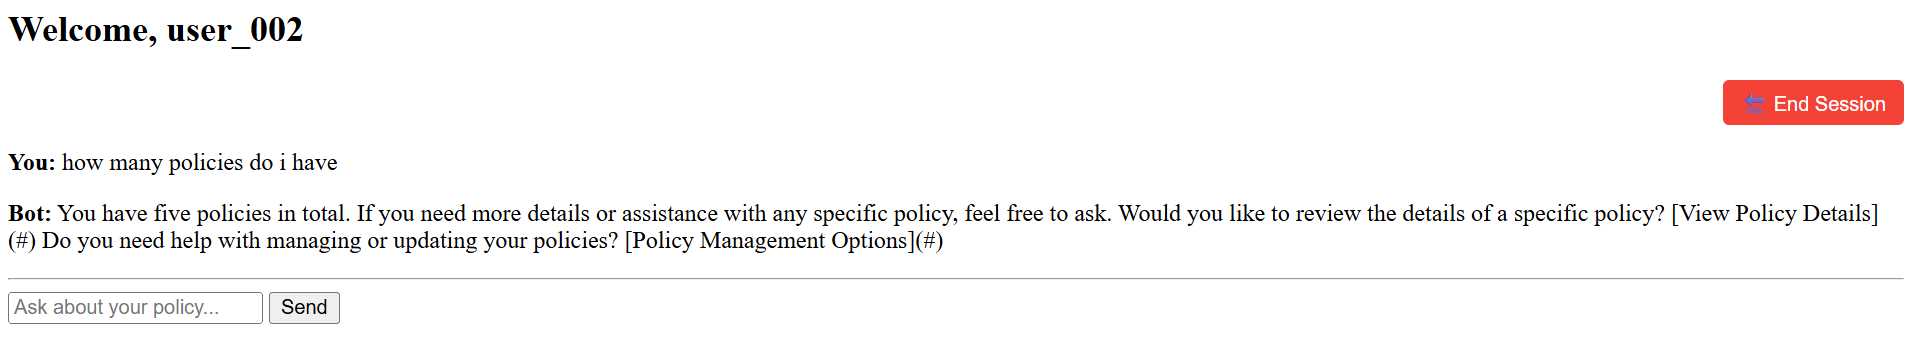 Welcome, user_002
End Session
You: how many policies do i have
Bot: You have five policies in total. If you need more details or assistance with any specific policy, feel free to ask. Would you like to review the details of a specific policy? [View Policy Details]
(#) Do you need help with managing or updating your policies? [Policy Management Options](#)
Ask about your policy... Send